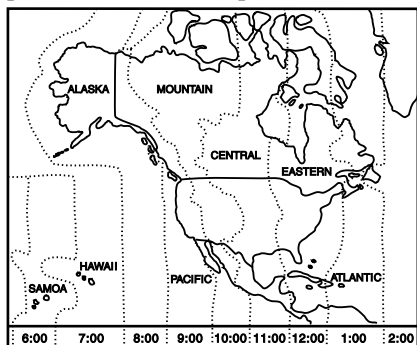 ALASKA
MOUNTAIN
CENTRAL
EASTERN
HAWAII
SAMOA
PACIFIC
ATLANTIC
6:00 7:00 8:00 9:00 10:00 11:00 12:00 1:00 2:00